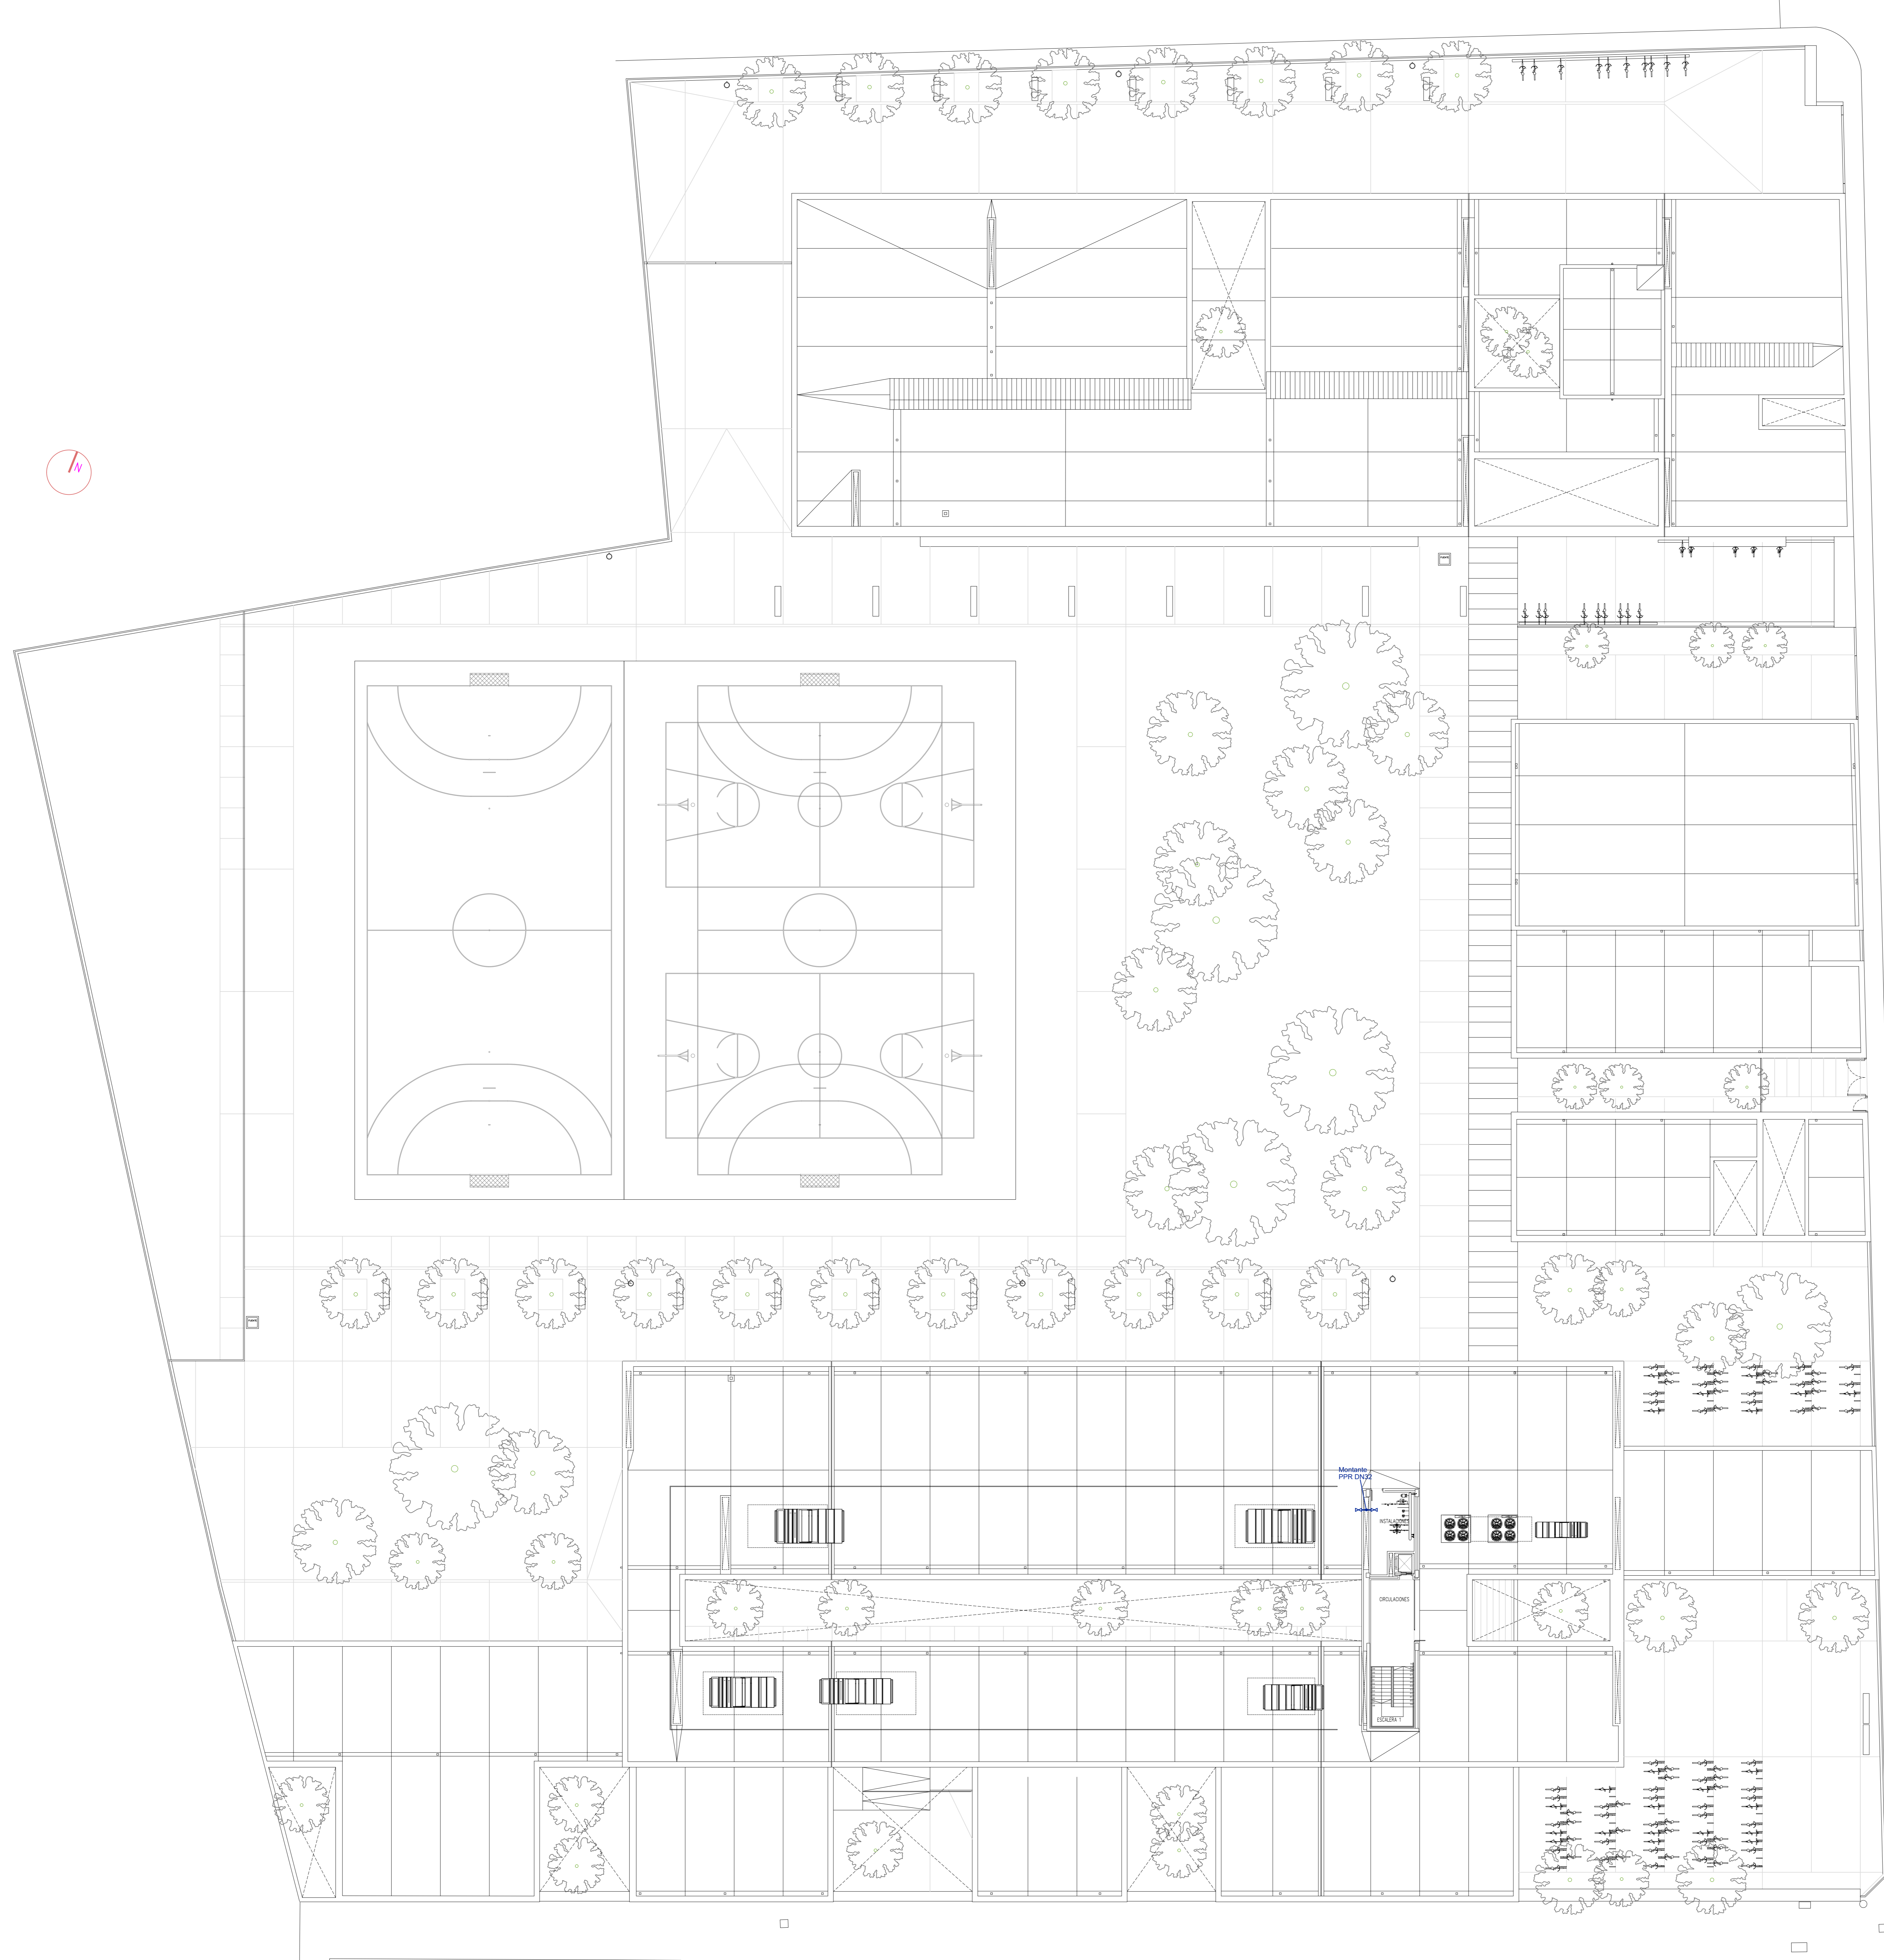 N
Montante
PPR DN32
INSTALACIONES
CIRCULACIONES
ESCALERA 1